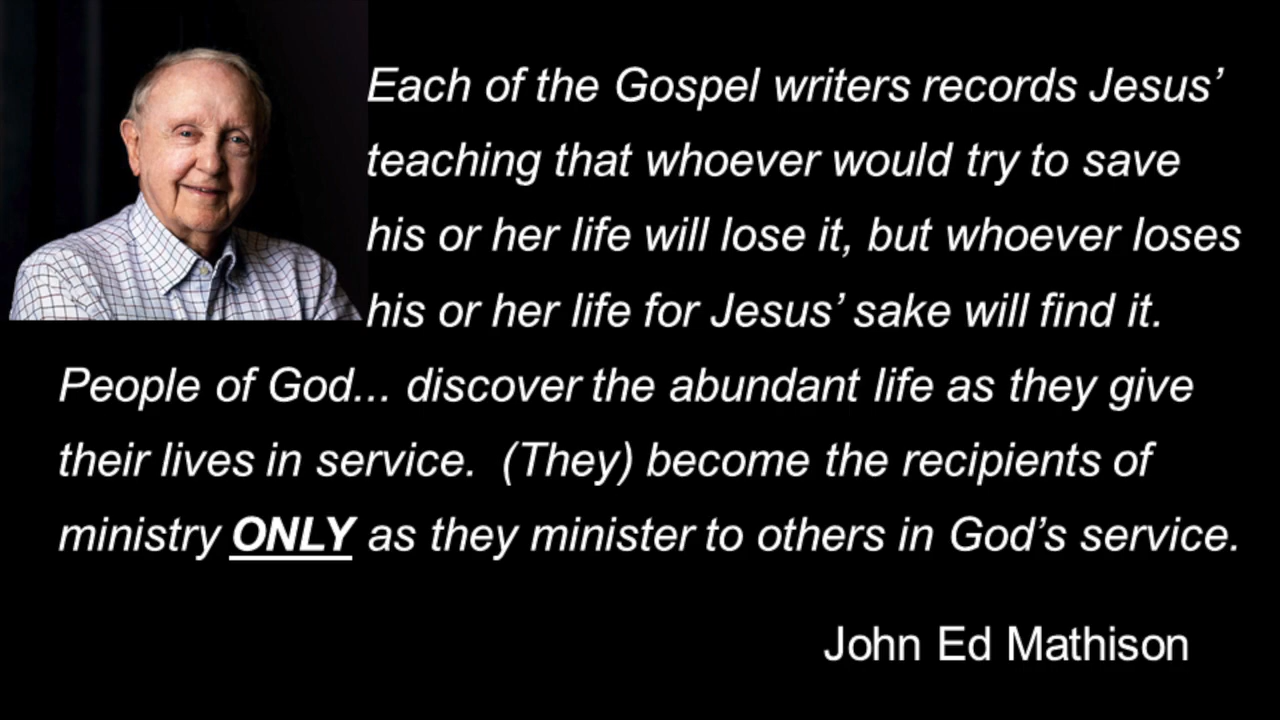 Each of the Gospel writers records Jesus’
teaching that whoever would try to save
his or her life will lose it, but whoever loses
his or her life for Jesus’ sake will find it.
People of God... discover the abundant life as they give
their lives in service.  (They) become the recipients of
ministry ONLY as they minister to others in God’s service.
John Ed Mathison